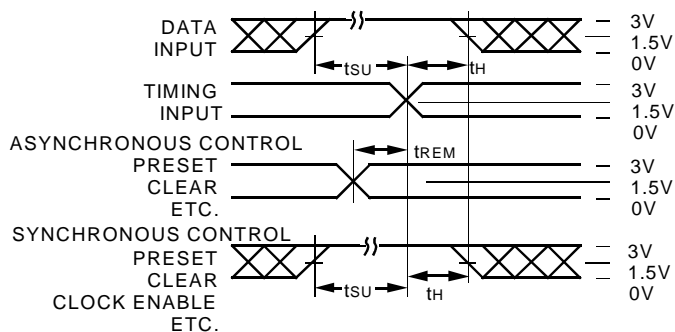 DATA
INPUT
3V
1.5V
0V
tSU
tH
TIMING
INPUT
3V
1.5V
0V
ASYNCHRONOUS CONTROL
PRESET
CLEAR
ETC.
tREM
3V
1.5V
0V
SYNCHRONOUS CONTROL
PRESET
CLEAR
CLOCK ENABLE
ETC.
tSU
tH
3V
1.5V
0V